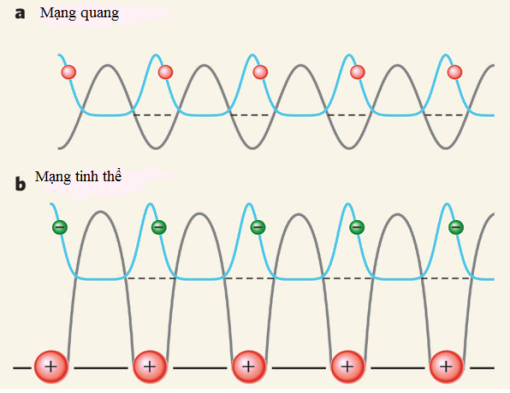 a Mạng quang
b Mạng tinh thể
− − − − −
+ + + + +